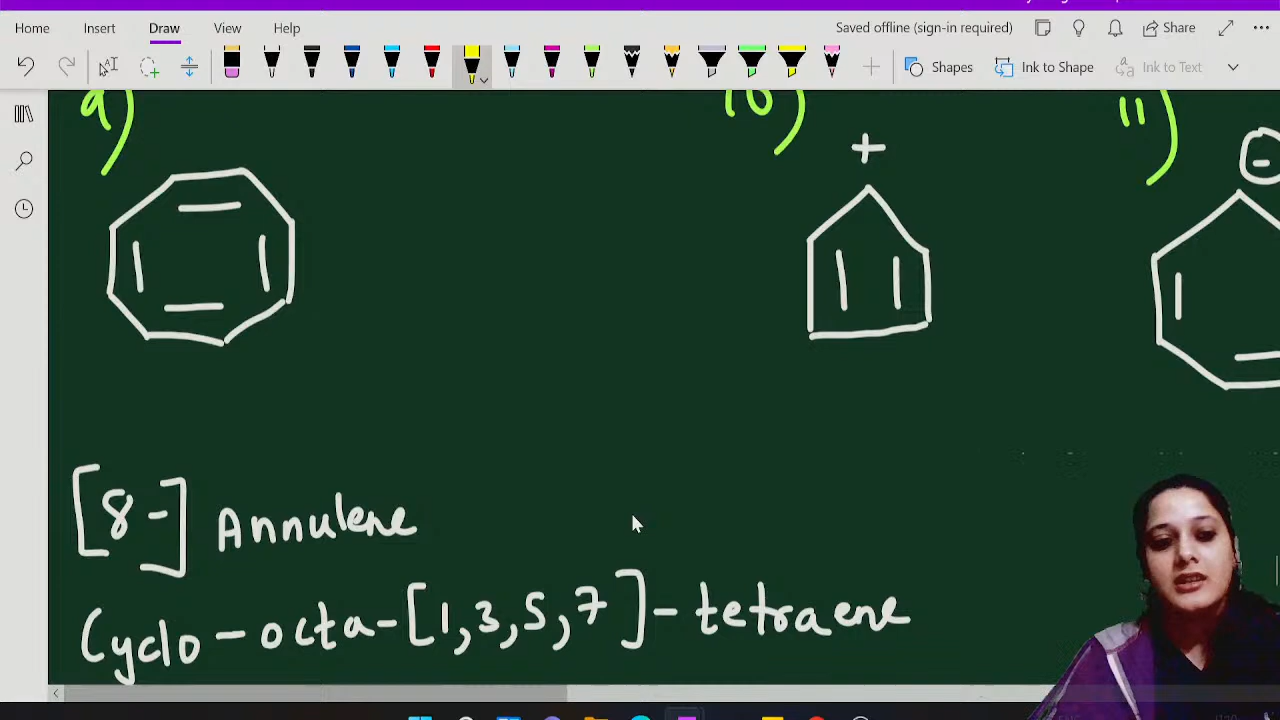 Home Insert Draw View Help Saved offline (sign-in required) Share
Shapes Ink to Shape Ink to Text
9) 10) 11)
+ -
[8-] Annulene
Cyclo-octa-[1,3,5,7]-tetraene